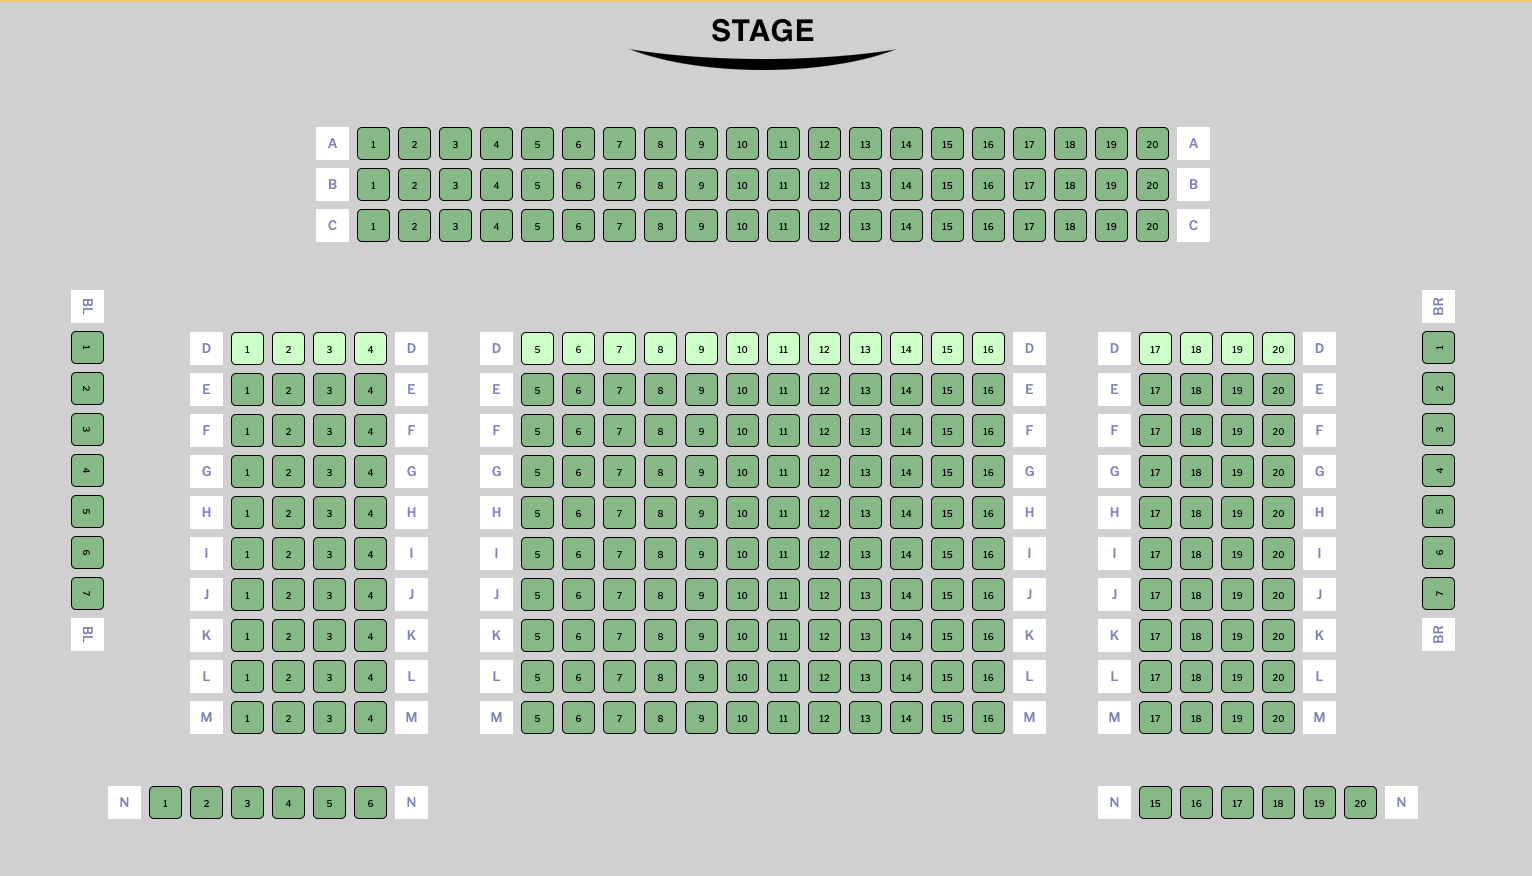 STAGE
A 1 2 3 4 5 6 7 8 9 10 11 12 13 14 15 16 17 18 19 20 A
B 1 2 3 4 5 6 7 8 9 10 11 12 13 14 15 16 17 18 19 20 B
C 1 2 3 4 5 6 7 8 9 10 11 12 13 14 15 16 17 18 19 20 C
BL
1
2
3
4
5
6
7
BL
D 1 2 3 4 D D 5 6 7 8 9 10 11 12 13 14 15 16 D D 17 18 19 20 D
E 1 2 3 4 E E 5 6 7 8 9 10 11 12 13 14 15 16 E E 17 18 19 20 E
F 1 2 3 4 F F 5 6 7 8 9 10 11 12 13 14 15 16 F F 17 18 19 20 F
G 1 2 3 4 G G 5 6 7 8 9 10 11 12 13 14 15 16 G G 17 18 19 20 G
H 1 2 3 4 H H 5 6 7 8 9 10 11 12 13 14 15 16 H H 17 18 19 20 H
I 1 2 3 4 I I 5 6 7 8 9 10 11 12 13 14 15 16 I I 17 18 19 20 I
J 1 2 3 4 J J 5 6 7 8 9 10 11 12 13 14 15 16 J J 17 18 19 20 J
K 1 2 3 4 K K 5 6 7 8 9 10 11 12 13 14 15 16 K K 17 18 19 20 K
L 1 2 3 4 L L 5 6 7 8 9 10 11 12 13 14 15 16 L L 17 18 19 20 L
M 1 2 3 4 M M 5 6 7 8 9 10 11 12 13 14 15 16 M M 17 18 19 20 M
BR
1
2
3
4
5
6
7
BR
N 1 2 3 4 5 6 N N 15 16 17 18 19 20 N